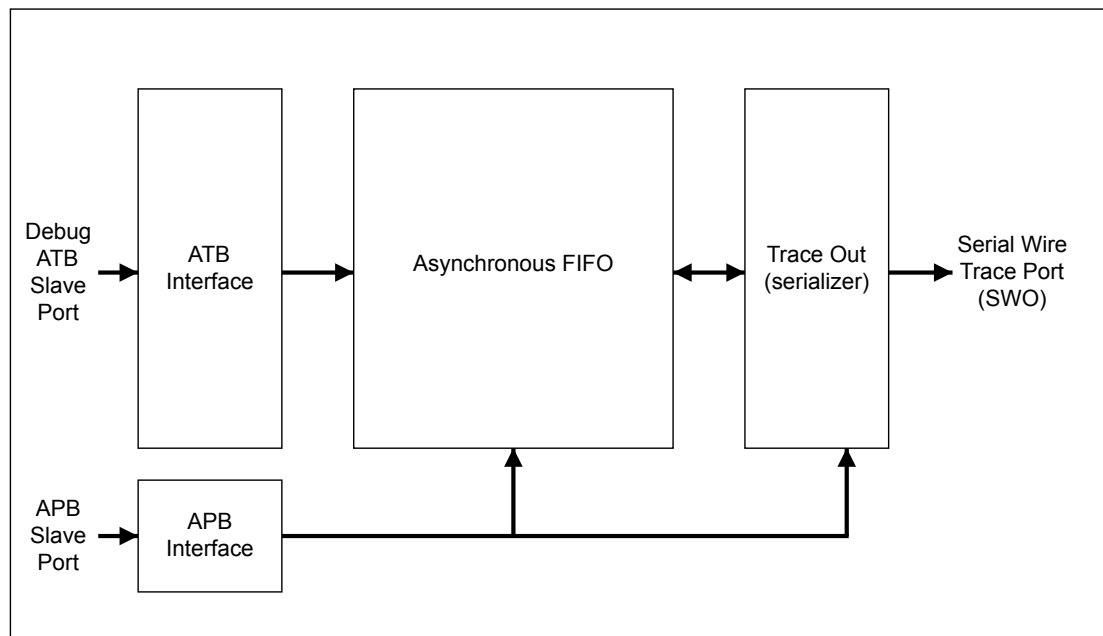 Debug
ATB
Slave
Port
ATB
Interface
Asynchronous FIFO
Trace Out
(serializer)
Serial Wire
Trace Port
(SWO)
APB
Slave
Port
APB
Interface